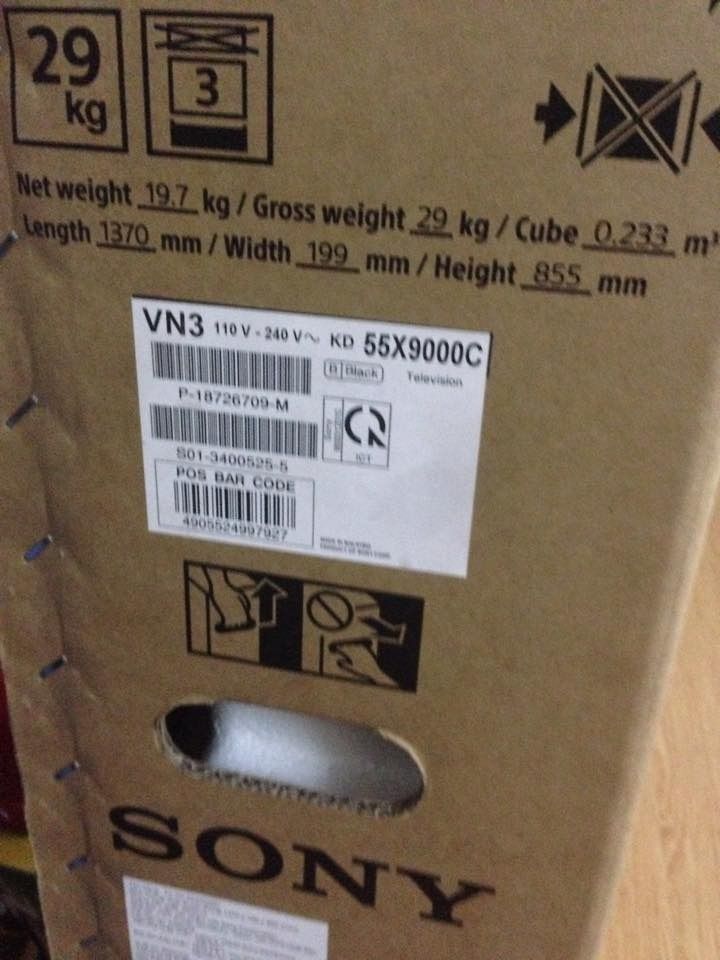 29
kg
3
Net weight 19.7 kg / Gross weight 29 kg / Cube 0.233 m³
Length 1370 mm / Width 199 mm / Height 855 mm
VN3 110 V - 240 V~ KD 55X9000C
B Black Television
P-18726709-M
S01-3400525-5
ICT
POS BAR CODE
4905524997927
SONY